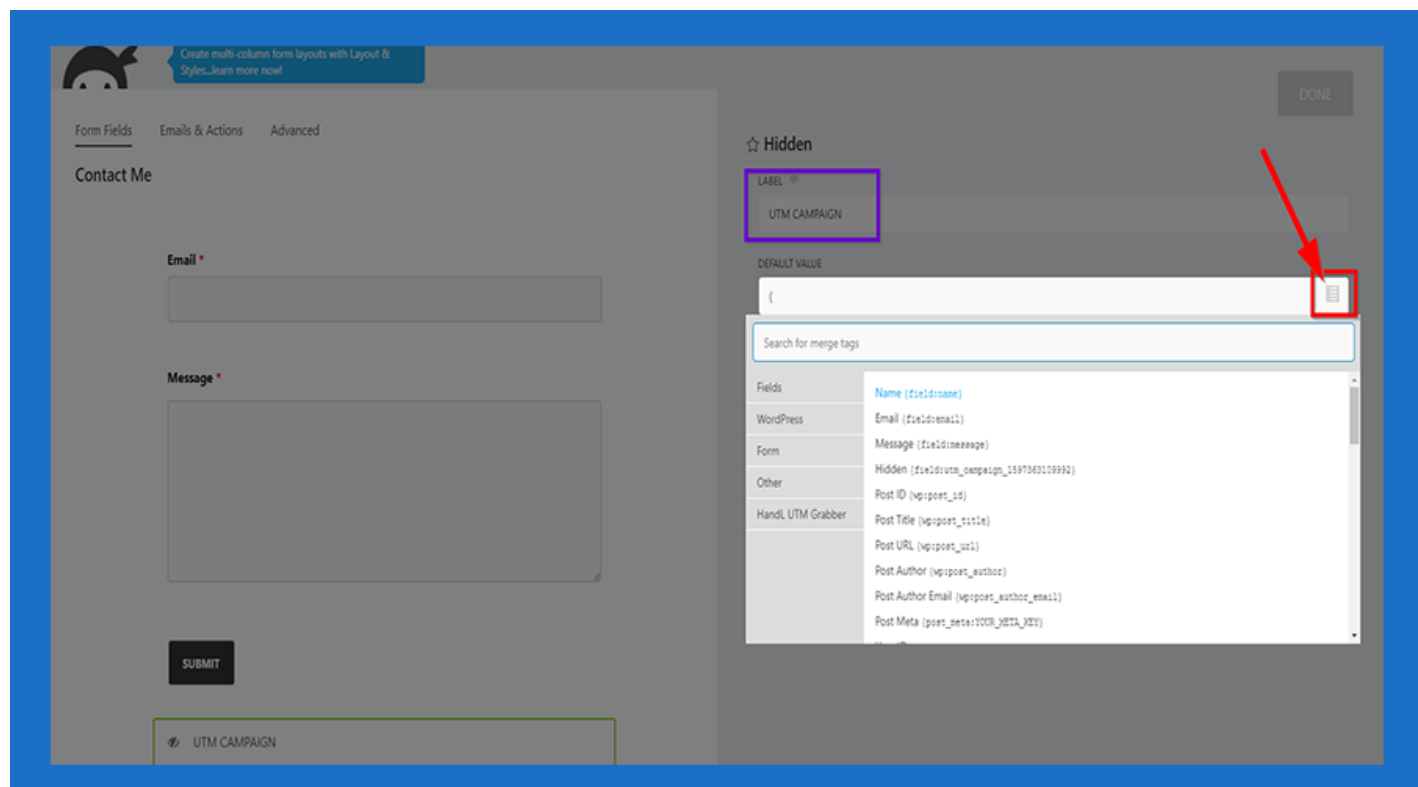 Create multi-column form layouts with Layout &
Styles...learn more now!
DONE
Form Fields
Emails & Actions
Advanced
Contact Me
Email *
Message *
SUBMIT
UTM CAMPAIGN
Hidden
LABEL
UTM CAMPAIGN
DEFAULT VALUE
{
Search for merge tags
Fields
WordPress
Form
Other
HandL UTM Grabber
Name {field:name}
Email {field:email}
Message {field:message}
Hidden {field:utm_campaign_1597363109992}
Post ID {wp:post_id}
Post Title {wp:post_title}
Post URL {wp:post_url}
Post Author {wp:post_author}
Post Author Email {wp:post_author_email}
Post Meta {post_meta:YOUR_META_KEY}